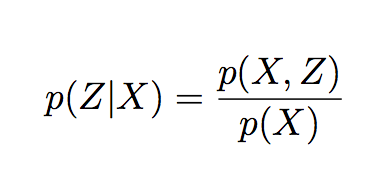 p(Z|X) = p(X, Z) / p(X)